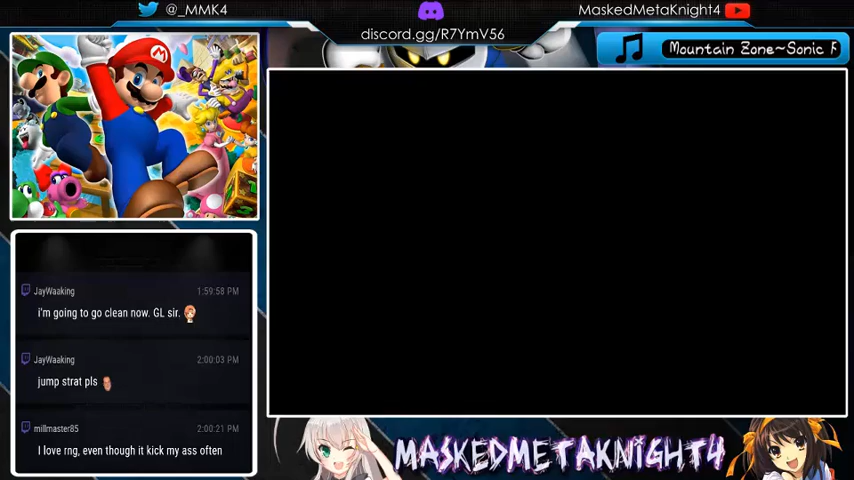 @_MMK4
discord.gg/R7YmV56
MaskedMetaKnight4
Mountain Zone~Sonic
JayWaaking
1:59:58 PM
i'm going to go clean now. GL sir.
JayWaaking
2:00:03 PM
jump strat pls
millmaster85
2:00:21 PM
I love rng, even though it kick my ass often
MASKEDMETAKNIGHT4